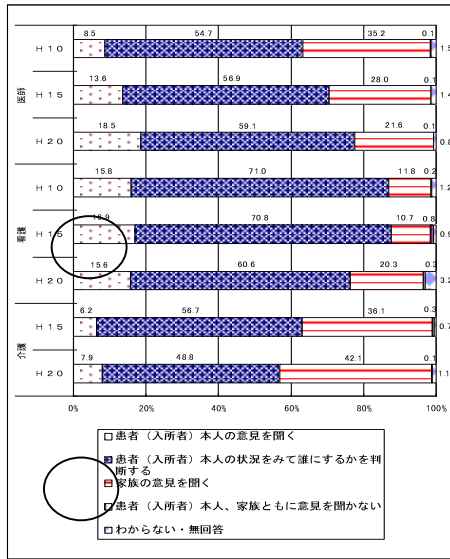 8.5 54.7 35.2 0.1
H10 1.5
13.6 56.9 28.0 0.1
医師 H15 1.4
18.5 59.1 21.6 0.1
H20 0.8
15.8 71.0 11.8 0.2
H10 1.2
16.9 70.8 10.7 0.8
看護 H15 0.9
15.6 60.6 20.3 0.3
H20 3.2
6.2 56.7 36.1 0.3
H15 0.7
介護
7.9 48.8 42.1 0.1
H20 1.1
0% 20% 40% 60% 80% 100%
患者（入所者）本人の意見を聞く
患者（入所者）本人の状況をみて誰にするかを判
断する
家族の意見を聞く
患者（入所者）本人、家族ともに意見を聞かない
わからない・無回答